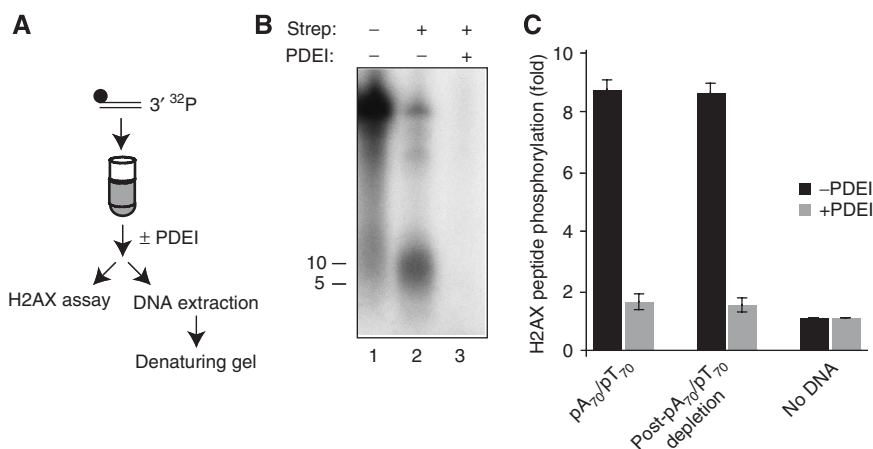 A
3′ ³²P
± PDEI
H2AX assay
DNA extraction
Denaturing gel
B
Strep: – + +
PDEI: – – +
10 –
5 –
1 2 3
C
H2AX peptide phosphorylation (fold)
10
8
6
4
2
0
–PDEI
+PDEI
pA₇₀/pT₇₀
Post-pA₇₀/pT₇₀
depletion
No DNA